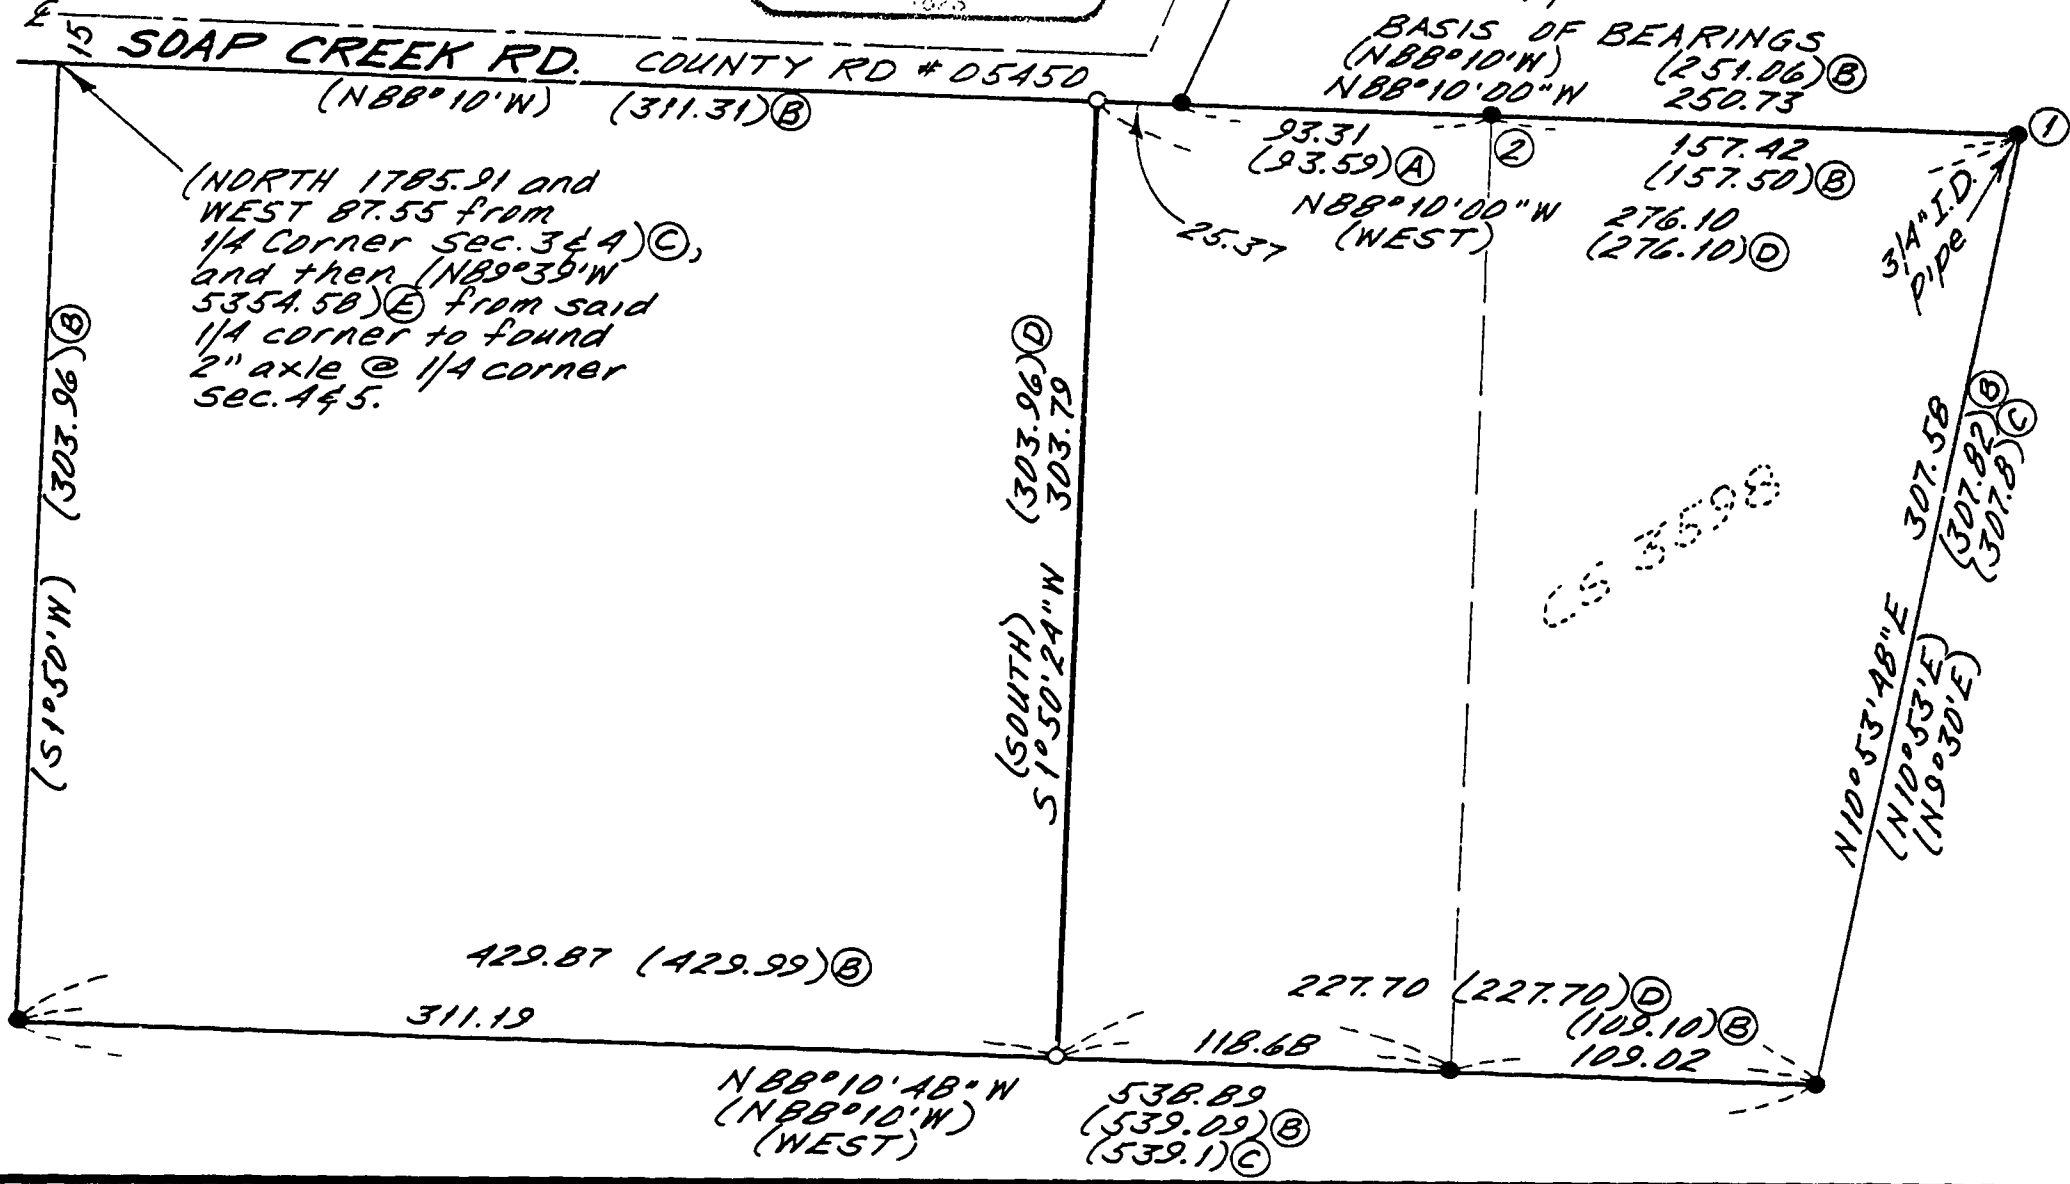 ℄
15
SOAP CREEK RD. COUNTY RD # 05450
(N88°10'W) (311.31)Ⓑ
BASIS OF BEARINGS
(N88°10'W) (251.06)Ⓑ
N88°10'00"W 250.73
①
93.31
(93.59)Ⓐ
②
157.42
(157.50)Ⓑ
N88°10'00"W 276.10
(WEST) (276.10)Ⓓ
25.37
3/4" I.D.
Pipe
(NORTH 1785.91 and
WEST 87.55 from
1/4 Corner Sec. 3 & 4)Ⓒ,
and then (N89°39'W
5354.58)Ⓔ from said
1/4 corner to found
2" axle @ 1/4 corner
Sec. 4 & 5.
(S1°50'W) (303.96)Ⓑ
(SOUTH) (303.96)Ⓓ
S1°50'24"W 303.79
CS 3598
N10°53'48"E 307.58
(N10°53'E) (307.82)Ⓑ
(N9°30'E) (307.8)Ⓒ
429.87 (429.99)Ⓑ
311.19
227.70 (227.70)Ⓓ
(109.10)Ⓑ
118.68
109.02
N88°10'48"W 538.89
(N88°10'W) (539.09)Ⓑ
(WEST) (539.1)Ⓒ